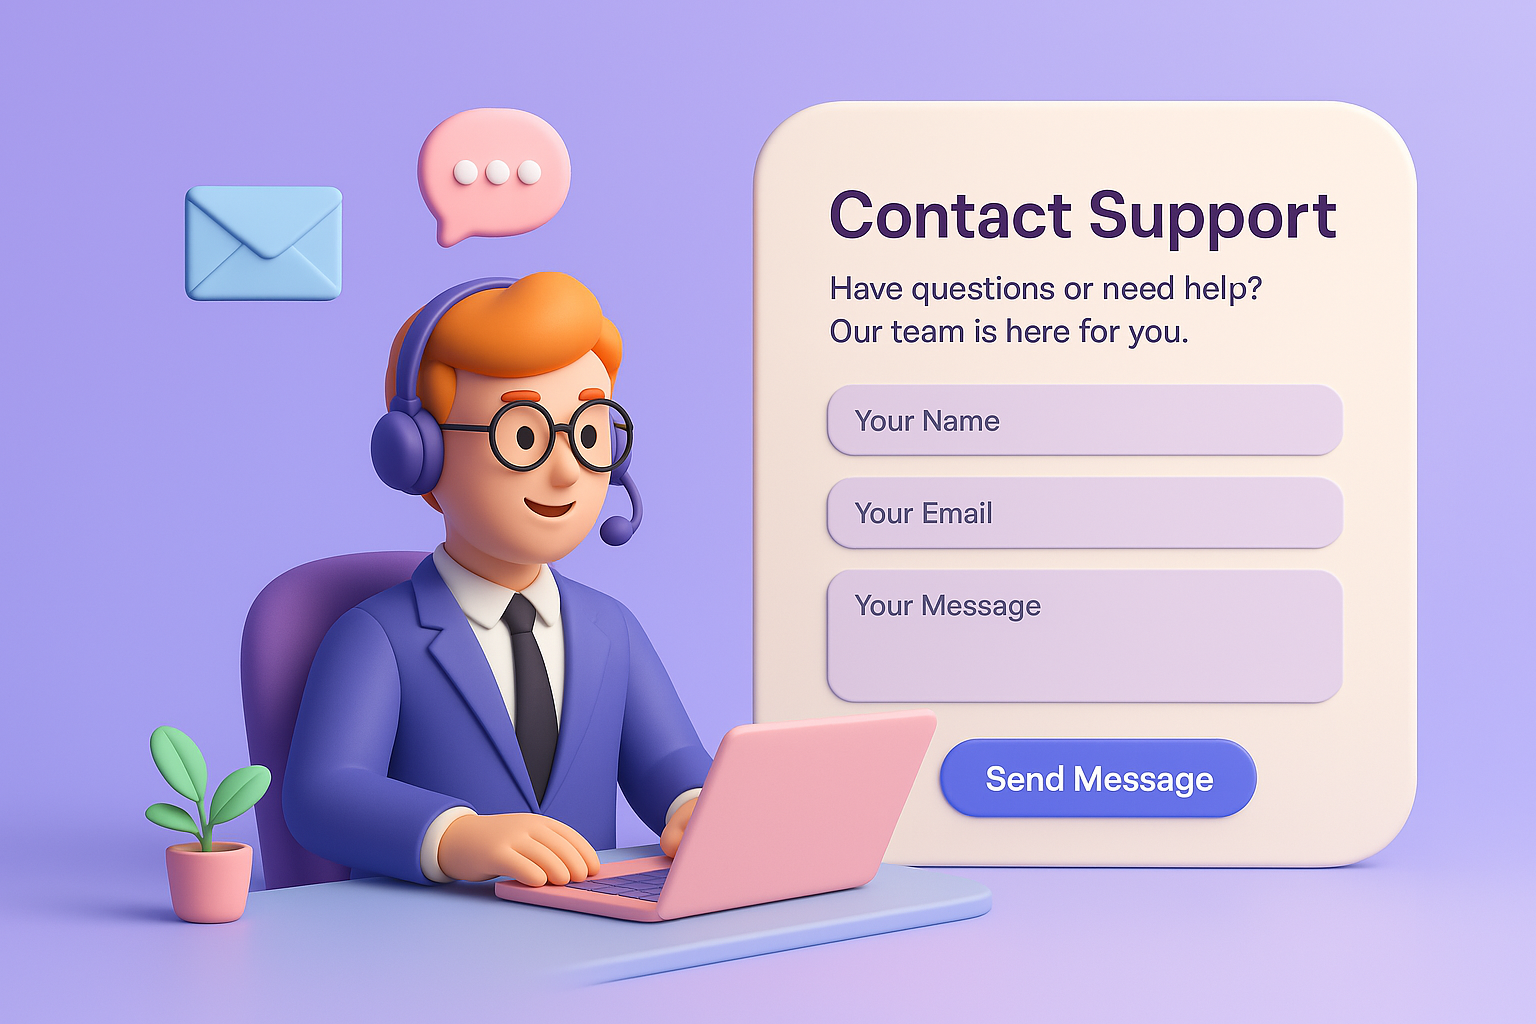 Contact Support
Have questions or need help?
Our team is here for you.
Your Name
Your Email
Your Message
Send Message